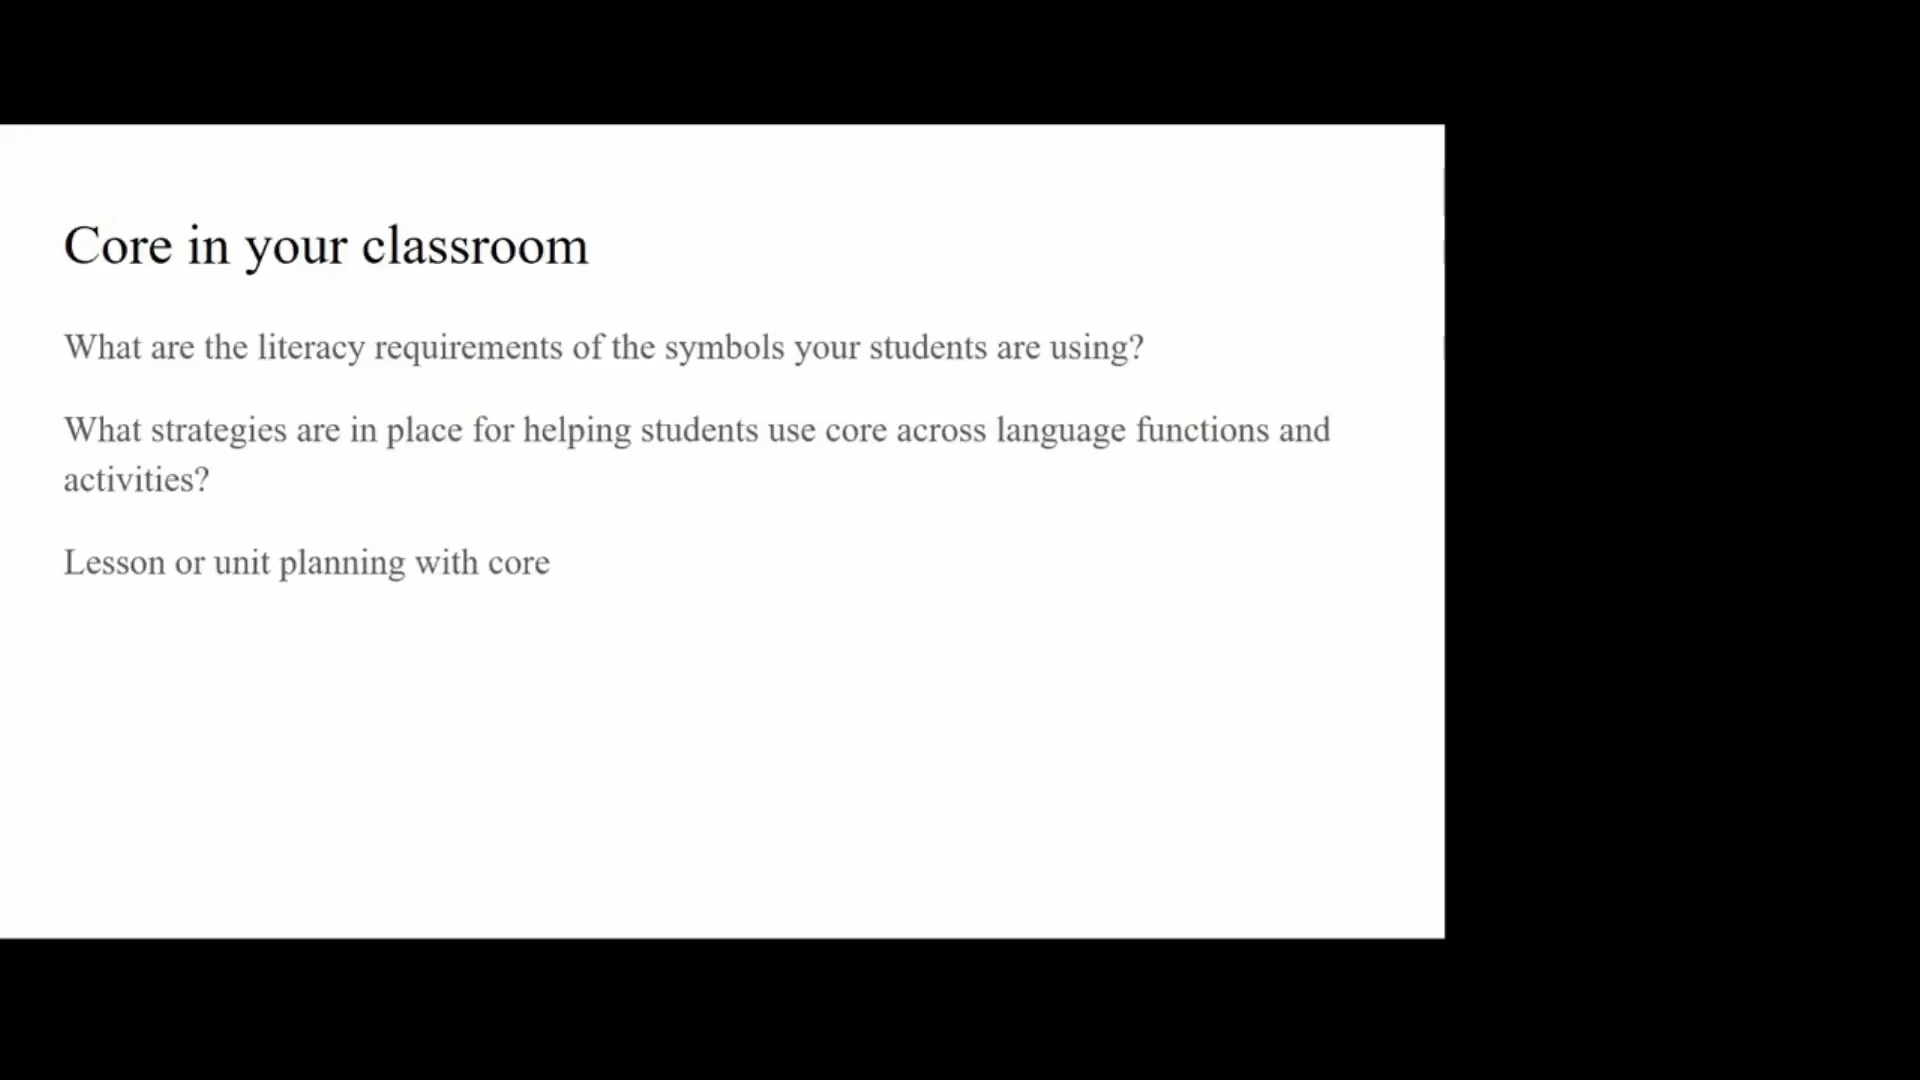 Core in your classroom
What are the literacy requirements of the symbols your students are using?
What strategies are in place for helping students use core across language functions and
activities?
Lesson or unit planning with core